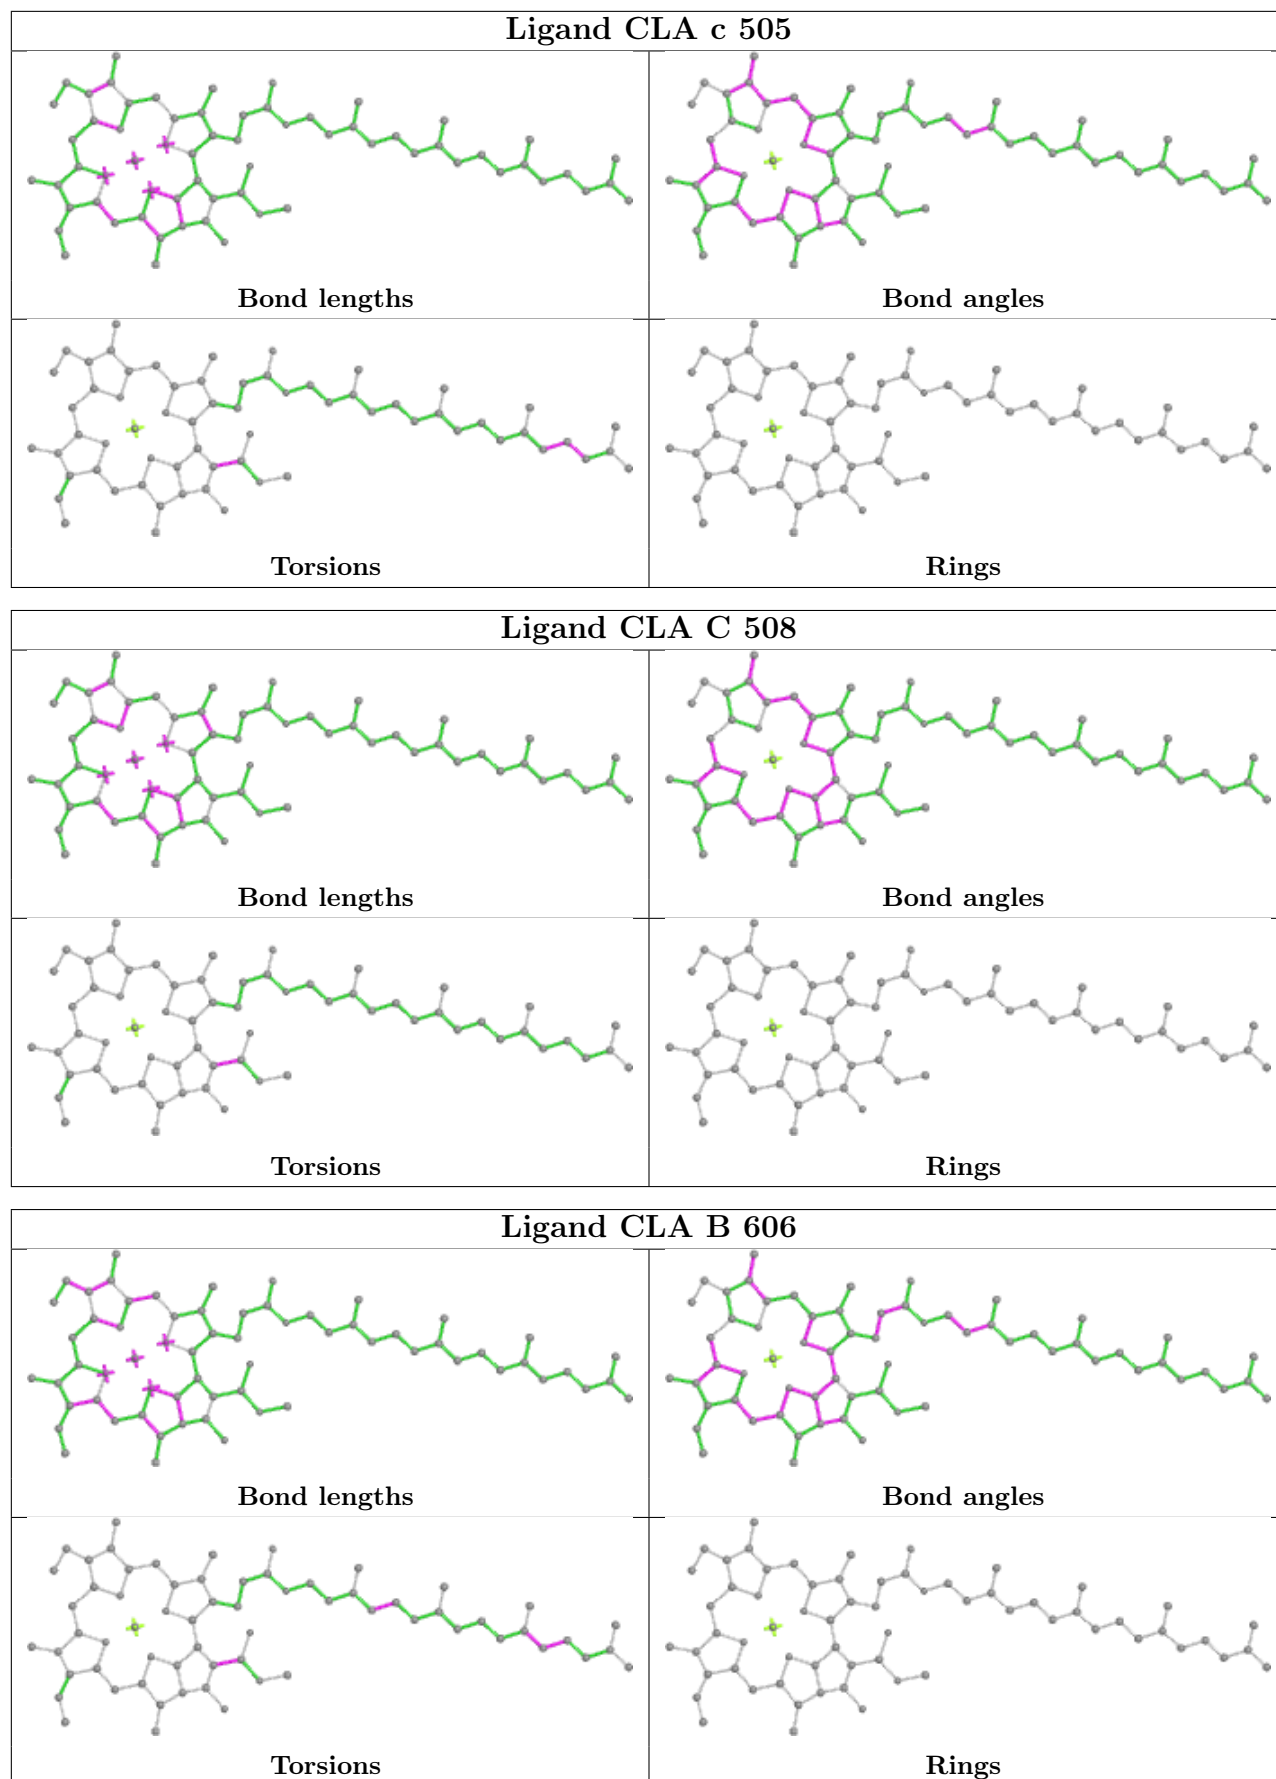 Ligand CLA c 505
Bond lengths
Bond angles
Torsions
Rings
Ligand CLA C 508
Bond lengths
Bond angles
Torsions
Rings
Ligand CLA B 606
Bond lengths
Bond angles
Torsions
Rings